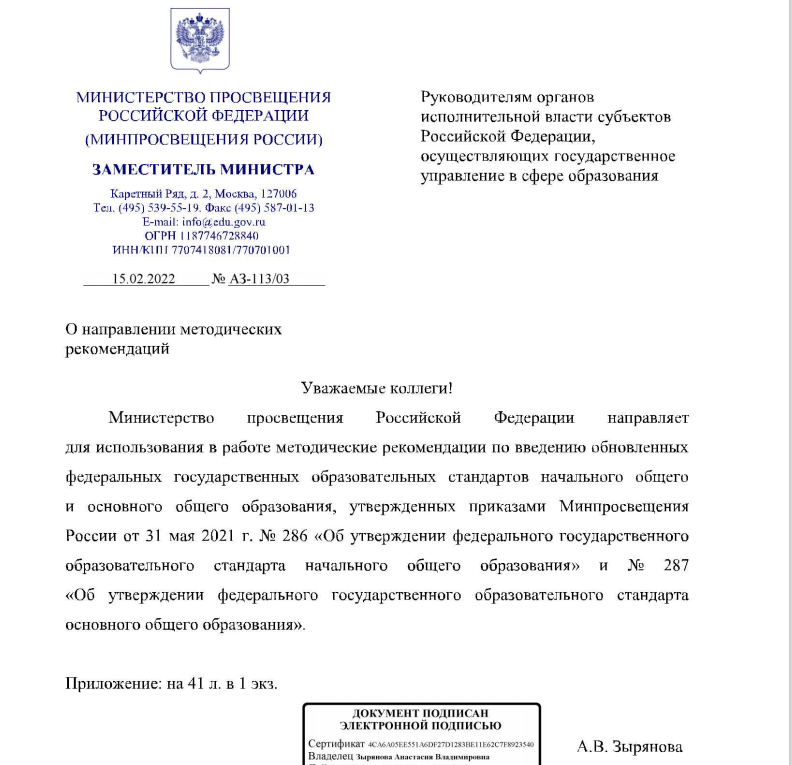 МИНИСТЕРСТВО ПРОСВЕЩЕНИЯ
РОССИЙСКОЙ ФЕДЕРАЦИИ
(МИНПРОСВЕЩЕНИЯ РОССИИ)
ЗАМЕСТИТЕЛЬ МИНИСТРА
Каретный Ряд, д. 2, Москва, 127006
Тел. (495) 539-55-19. Факс (495) 587-01-13
E-mail: info@edu.gov.ru
ОГРН 1187746728840
ИНН/КПП 7707418081/770701001
15.02.2022 № АЗ-113/03
Руководителям органов
исполнительной власти субъектов
Российской Федерации,
осуществляющих государственное
управление в сфере образования
О направлении методических
рекомендаций
Уважаемые коллеги!
Министерство просвещения Российской Федерации направляет
для использования в работе методические рекомендации по введению обновленных
федеральных государственных образовательных стандартов начального общего
и основного общего образования, утвержденных приказами Минпросвещения
России от 31 мая 2021 г. № 286 «Об утверждении федерального государственного
образовательного стандарта начального общего образования» и № 287
«Об утверждении федерального государственного образовательного стандарта
основного общего образования».
Приложение: на 41 л. в 1 экз.
ДОКУМЕНТ ПОДПИСАН
ЭЛЕКТРОННОЙ ПОДПИСЬЮ
Сертификат 4CA6A05EE551A6DF27D1283BE11E62C7F8923540
Владелец Зырянова Анастасия Владимировна
А.В. Зырянова